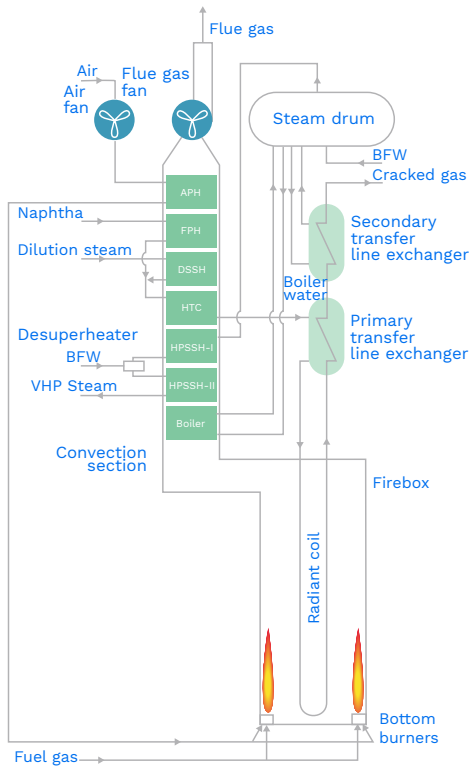 Flue gas
Air
Air
fan
Flue gas
fan
Steam drum
BFW
Cracked gas
APH
Naphtha
FPH
Secondary
transfer
line exchanger
Dilution steam
DSSH
Boiler
water
HTC
Primary
transfer
line exchanger
Desuperheater
HPSSH-I
BFW
VHP Steam
HPSSH-II
Boiler
Convection
section
Firebox
Radiant coil
Bottom
burners
Fuel gas